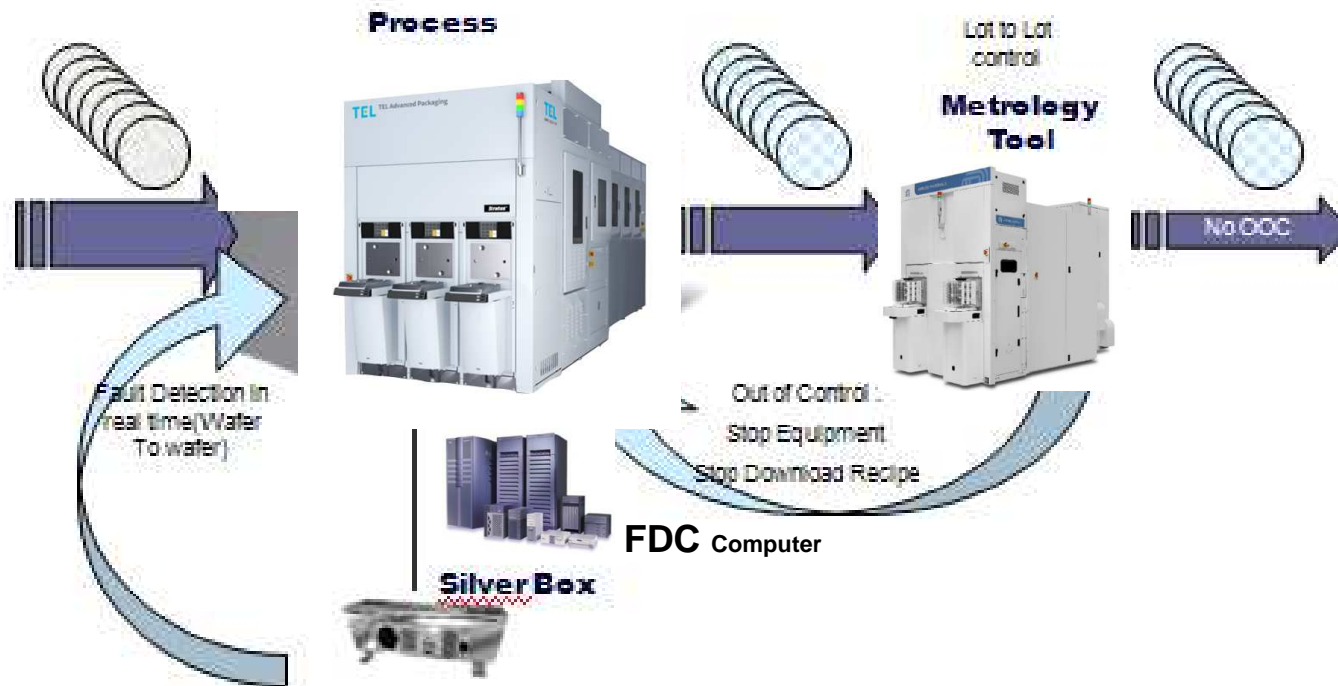 Process
TEL TEL Advanced Packaging
TEL
Lot to Lot
control
Metrology
Tool
No OOC
Fault Detection in
real time(Wafer
To wafer)
Out of Control :
Stop Equipment
Stop Download Recipe
FDC Computer
Silver Box